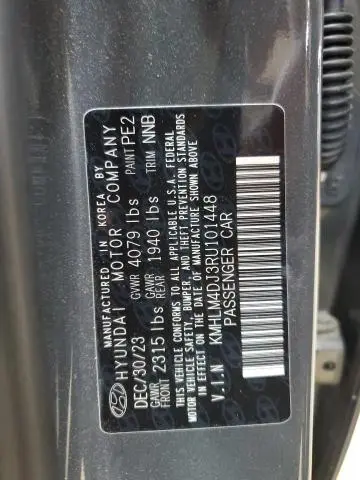 MANUFACTURED IN KOREA BY
HYUNDAI MOTOR COMPANY
DEC/30/23 GVWR 4079 lbs PAINT PE2
GAWR FRONT 2315 lbs GAWR REAR 1940 lbs TRIM NNB
THIS VEHICLE CONFORMS TO ALL APPLICABLE U.S.A. FEDERAL
MOTOR VEHICLE SAFETY, BUMPER, AND THEFT PREVENTION STANDARDS
IN EFFECT ON THE DATE OF MANUFACTURE SHOWN ABOVE.
V.I.N KMHLM4DJ3RU101448
PASSENGER CAR